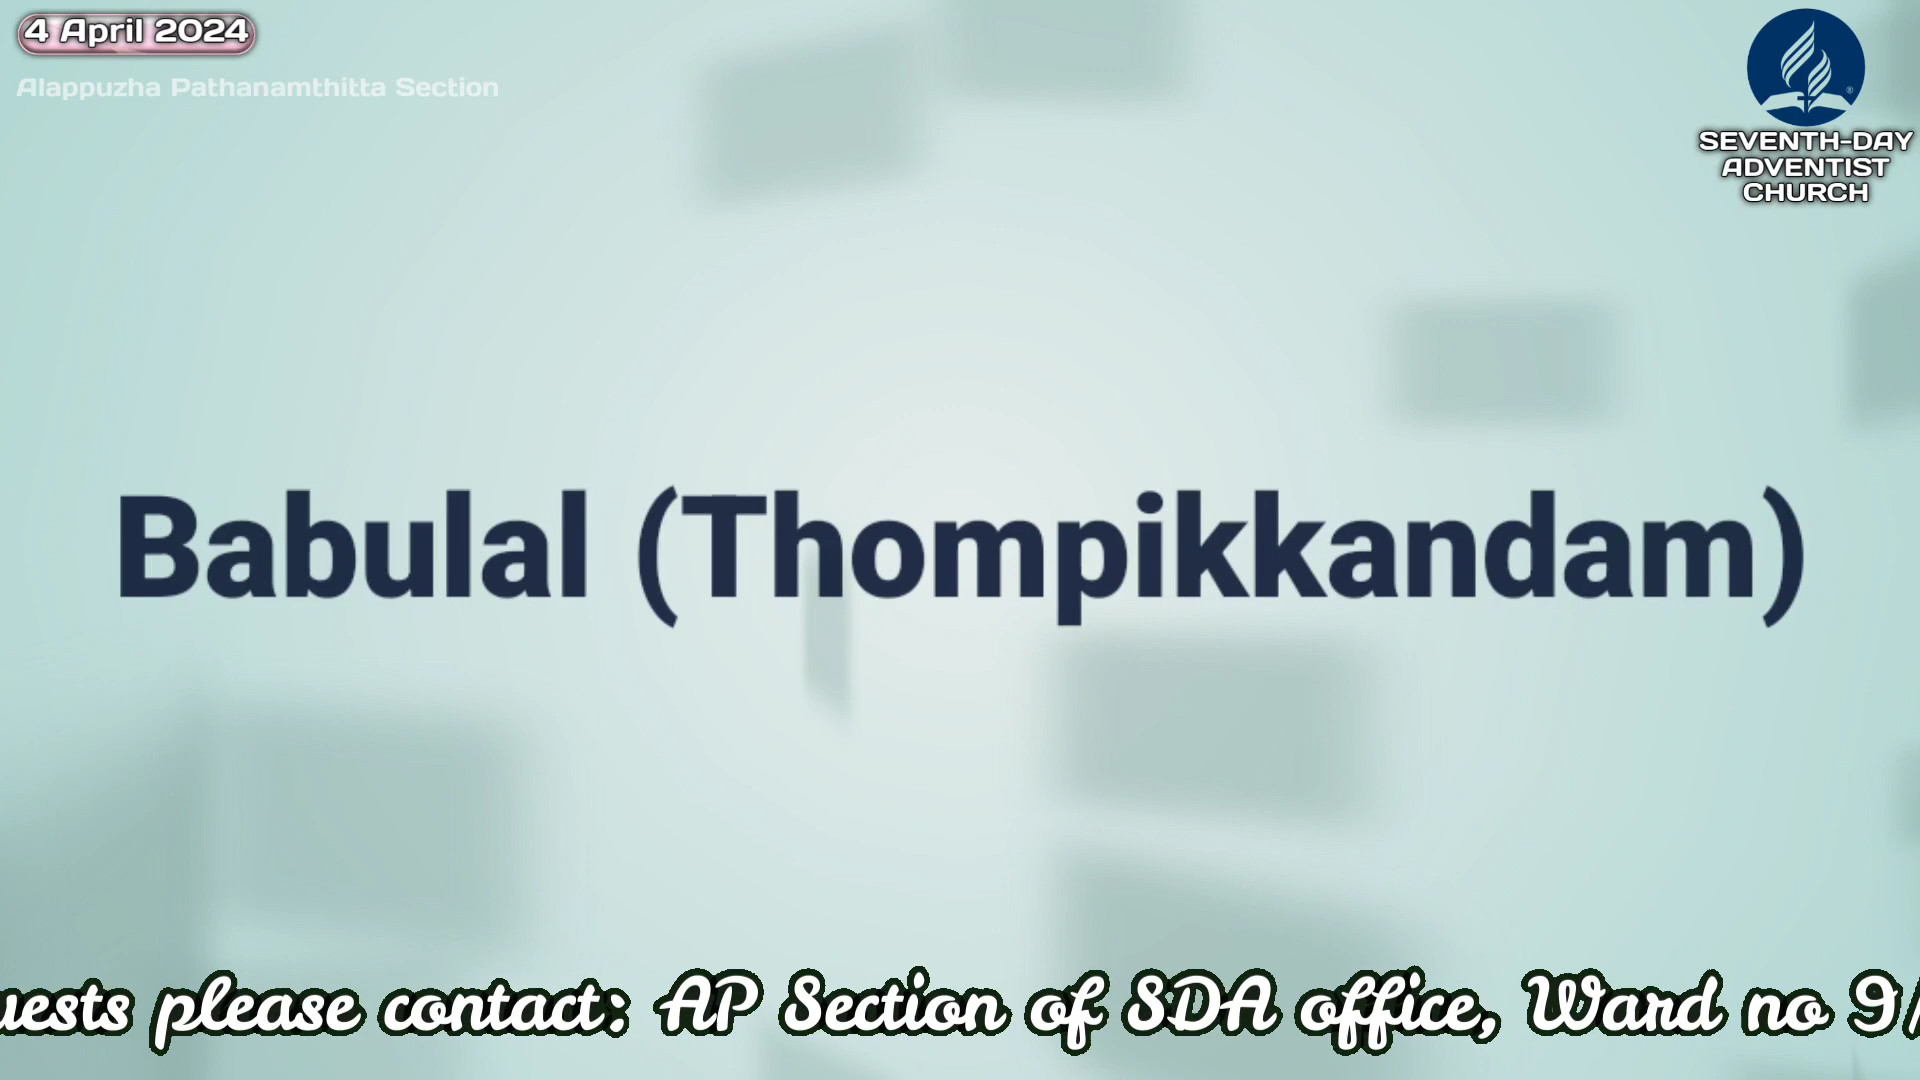 4 April 2024
Alappuzha Pathanamthitta Section
SEVENTH-DAY
ADVENTIST
CHURCH
Babulal (Thompikkandam)
please contact: AP Section of SDA office, Ward no 9/